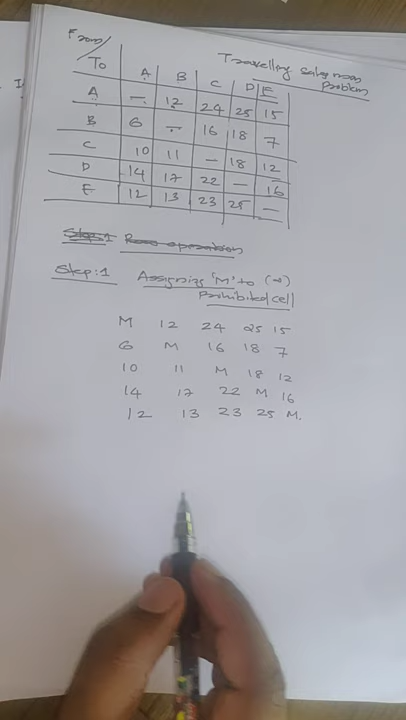 From/
To
Travelling sales man
problem
A B C D E
A — 12 24 25 15
B 6 — 16 18 7
C 10 11 — 18 12
D 14 17 22 — 16
E 12 13 23 25 —
Step:1 Row operation
Step:1 Assigning 'M' to (∞)
Prohibited cell
M 12 24 25 15
6 M 16 18 7
10 11 M 18 12
14 17 22 M 16
12 13 23 25 M.